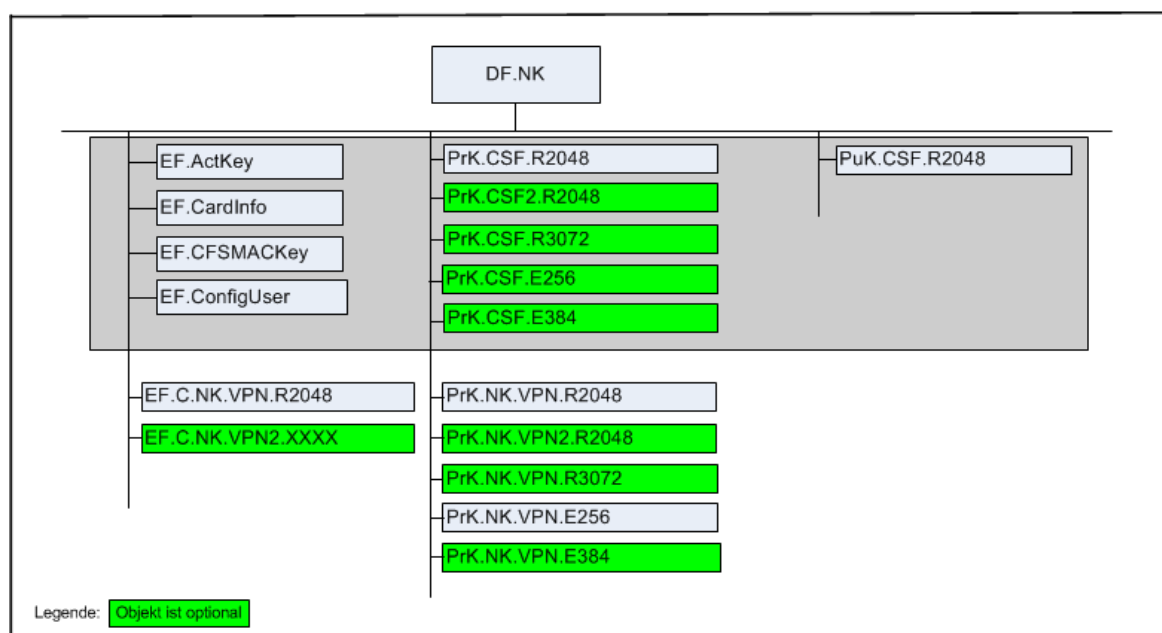 DF.NK
EF.ActKey
EF.CardInfo
EF.CFSMACKey
EF.ConfigUser
EF.C.NK.VPN.R2048
EF.C.NK.VPN2.XXXX
PrK.CSF.R2048
PrK.CSF2.R2048
PrK.CSF.R3072
PrK.CSF.E256
PrK.CSF.E384
PrK.NK.VPN.R2048
PrK.NK.VPN2.R2048
PrK.NK.VPN.R3072
PrK.NK.VPN.E256
PrK.NK.VPN.E384
PuK.CSF.R2048
Legende: Objekt ist optional